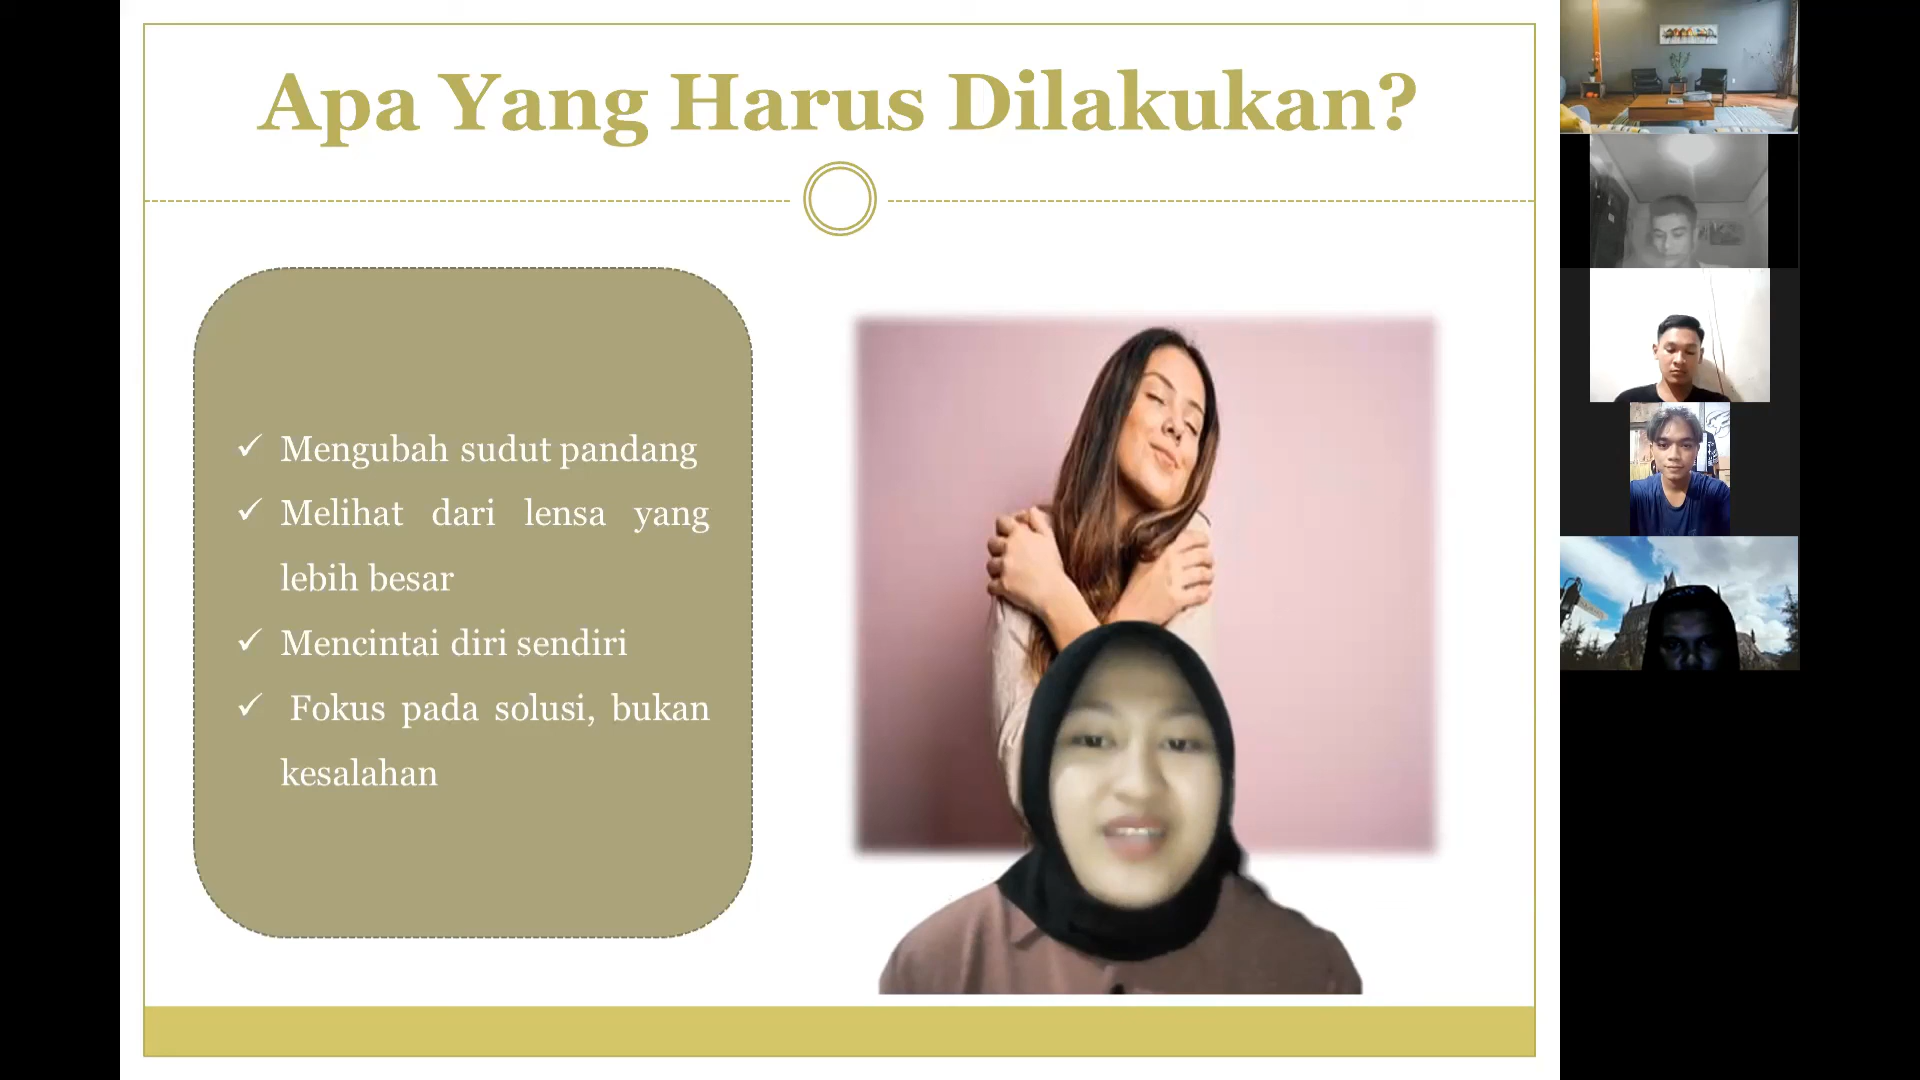 Apa Yang Harus Dilakukan?
✓ Mengubah sudut pandang
✓ Melihat dari lensa yang
lebih besar
✓ Mencintai diri sendiri
✓ Fokus pada solusi, bukan
kesalahan